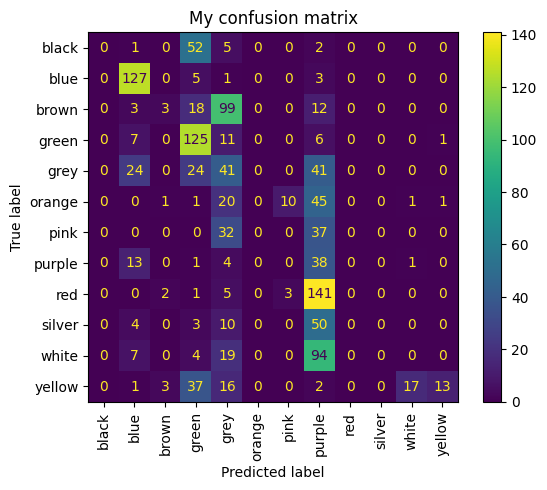 My confusion matrix
True label
black 0 1 0 52 5 0 0 2 0 0 0 0
blue 0 127 0 5 1 0 0 3 0 0 0 0
brown 0 3 3 18 99 0 0 12 0 0 0 0
green 0 7 0 125 11 0 0 6 0 0 0 1
grey 0 24 0 24 41 0 0 41 0 0 0 0
orange 0 0 1 1 20 0 10 45 0 0 1 1
pink 0 0 0 0 32 0 0 37 0 0 0 0
purple 0 13 0 1 4 0 0 38 0 0 1 0
red 0 0 2 1 5 0 3 141 0 0 0 0
silver 0 4 0 3 10 0 0 50 0 0 0 0
white 0 7 0 4 19 0 0 94 0 0 0 0
yellow 0 1 3 37 16 0 0 2 0 0 17 13
black blue brown green grey orange pink purple red silver white yellow
Predicted label
140
120
100
80
60
40
20
0